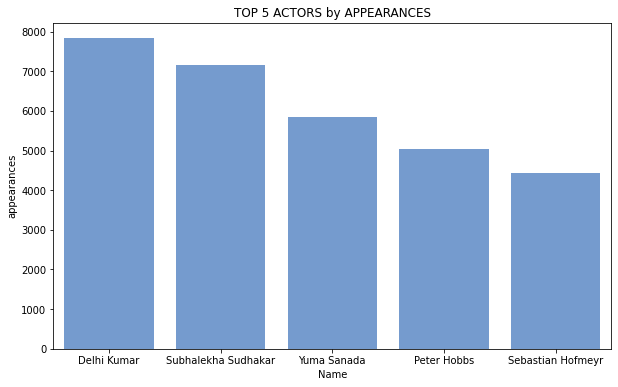 TOP 5 ACTORS by APPEARANCES
8000
7000
6000
5000
4000
3000
2000
1000
0
appearances
Delhi Kumar Subhalekha Sudhakar Yuma Sanada Peter Hobbs Sebastian Hofmeyr
Name